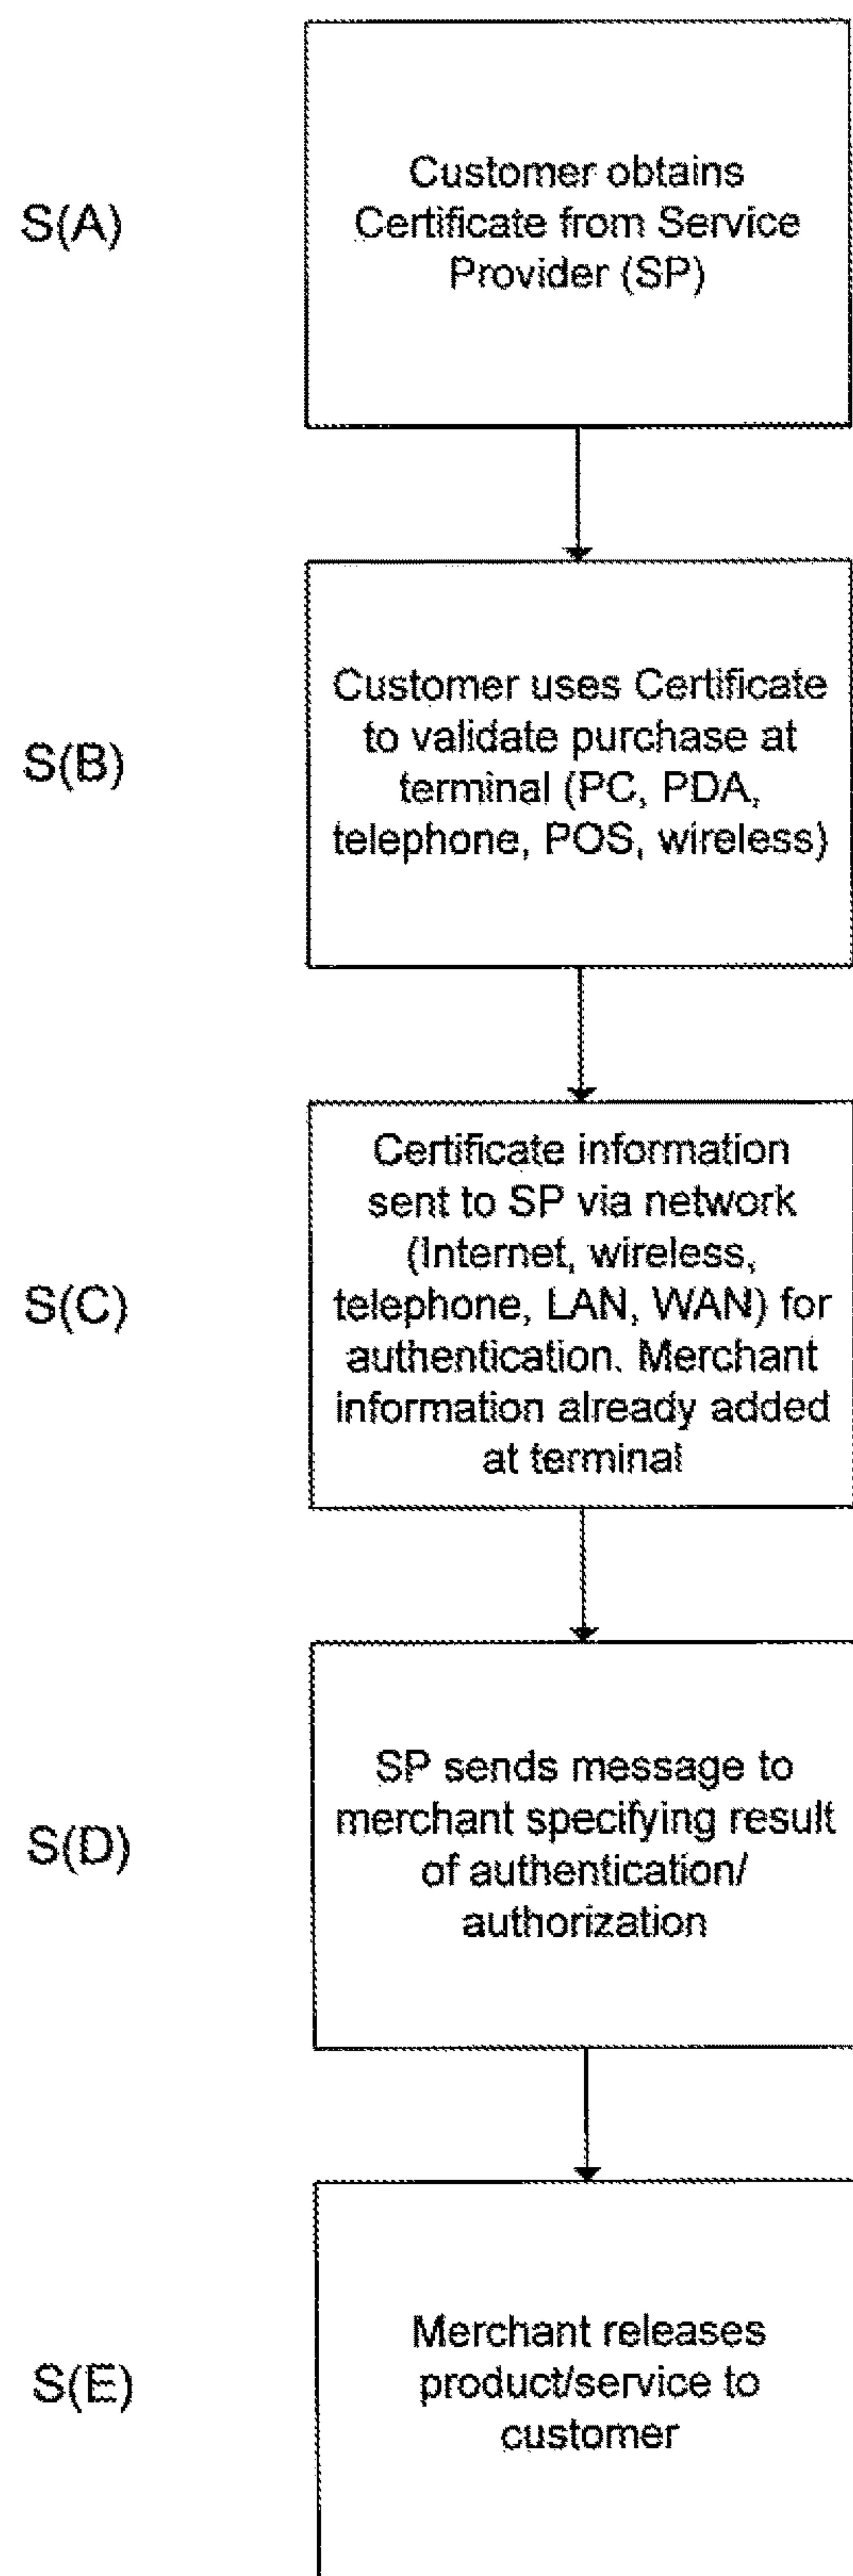 S(A)
Customer obtains
Certificate from Service
Provider (SP)
S(B)
Customer uses Certificate
to validate purchase at
terminal (PC, PDA,
telephone, POS, wireless)
S(C)
Certificate information
sent to SP via network
(Internet, wireless,
telephone, LAN, WAN) for
authentication. Merchant
information already added
at terminal
S(D)
SP sends message to
merchant specifying result
of authentication/
authorization
S(E)
Merchant releases
product/service to
customer